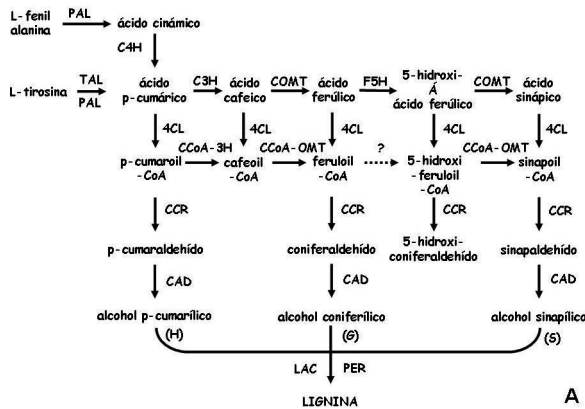 L-fenil
alanina
PAL
ácido cinámico
C4H
L-tirosina
TAL
PAL
ácido
p-cumárico
C3H
ácido
cafeico
COMT
ácido
ferúlico
F5H
5-hidroxi-
Á
ácido ferúlico
COMT
ácido
sinápico
4CL
4CL
4CL
4CL
4CL
p-cumaroil
-CoA
CCoA-3H
cafeoil
-CoA
CCoA-OMT
feruloil
-CoA
?
5-hidroxi
-feruloil
-CoA
CCoA-OMT
sinapoil
-CoA
CCR
CCR
CCR
CCR
p-cumaraldehído
coniferaldehído
5-hidroxi-
coniferaldehído
sinapaldehído
CAD
CAD
CAD
alcohol p-cumarílico
(H)
alcohol coniferílico
(G)
alcohol sinapílico
(S)
LAC
PER
LIGNINA
A